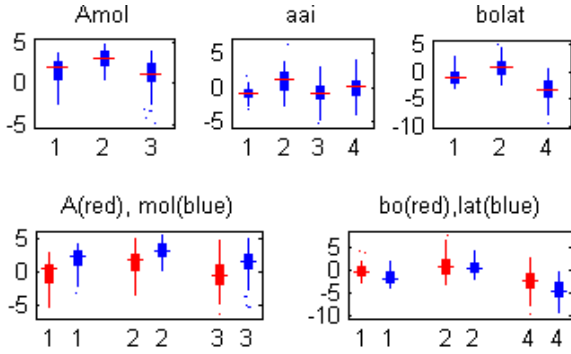 Amol aai bolat
5 0 -5
5 0 -5
5 0 -5 -10
1 2 3 1 2 3 4 1 2 4
A(red), mol(blue) bo(red),lat(blue)
5 0 -5
5 0 -5 -10
1 1 2 2 3 3 1 1 2 2 4 4